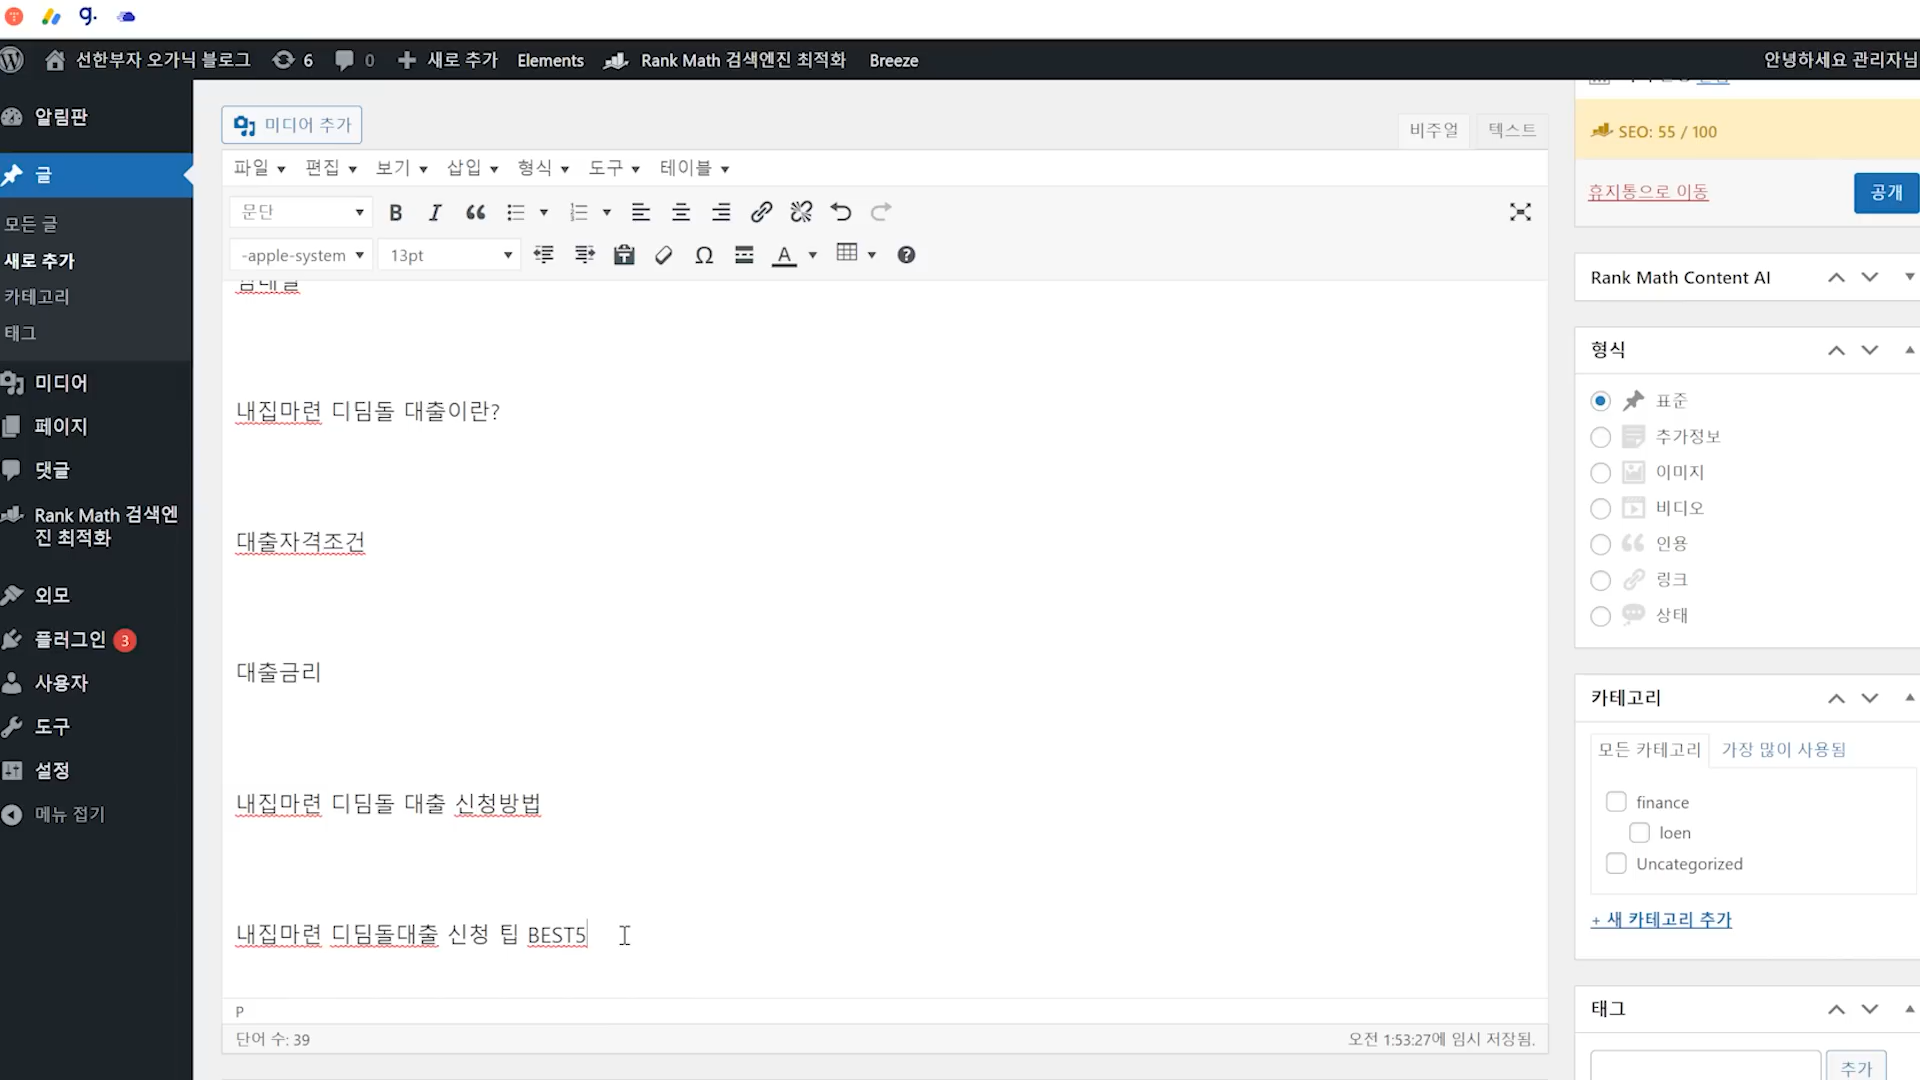 g.
선한부자 오가닉 블로그
6
0
새로 추가
Elements
Rank Math 검색엔진 최적화
Breeze
안녕하세요 관리자님
알림판
글
모든 글
새로 추가
카테고리
태그
미디어
페이지
댓글
Rank Math 검색엔
진 최적화
외모
플러그인 3
사용자
도구
설정
메뉴 접기
미디어 추가
비주얼
텍스트
파일
편집
보기
삽입
형식
도구
테이블
문단
-apple-system
13pt
내집마련 디딤돌 대출이란?
대출자격조건
대출금리
내집마련 디딤돌 대출 신청방법
내집마련 디딤돌대출 신청 팁 BEST5
P
단어 수: 39
오전 1:53:27에 임시 저장됨.
SEO: 55 / 100
휴지통으로 이동
공개
Rank Math Content AI
형식
표준
추가정보
이미지
비디오
인용
링크
상태
카테고리
모든 카테고리
가장 많이 사용됨
finance
loen
Uncategorized
+ 새 카테고리 추가
태그
추가